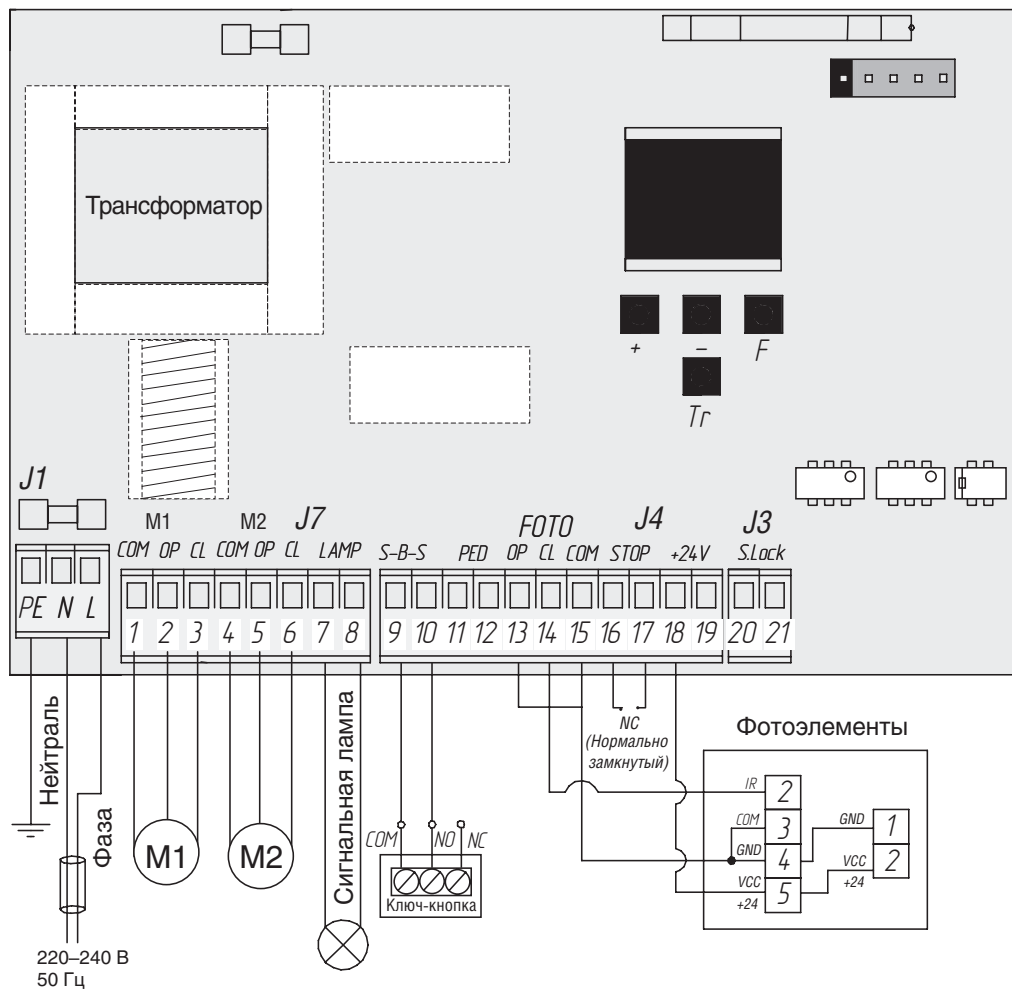 Трансформатор
+ − F
Tr
J1
M1 M2 J7 FOTO J4 J3
COM OP CL COM OP CL LAMP S-B-S PED OP CL COM STOP +24V S.Lock
PE N L
1 2 3 4 5 6 7 8 9 10 11 12 13 14 15 16 17 18 19 20 21
Нейтраль
Фаза
220–240 В
50 Гц
M1
M2
Сигнальная лампа
COM NO NC
Ключ-кнопка
NC
(Нормально
замкнутый)
Фотоэлементы
IR 2
COM 3 GND 1
GND 4 VCC 2
VCC 5 +24
+24